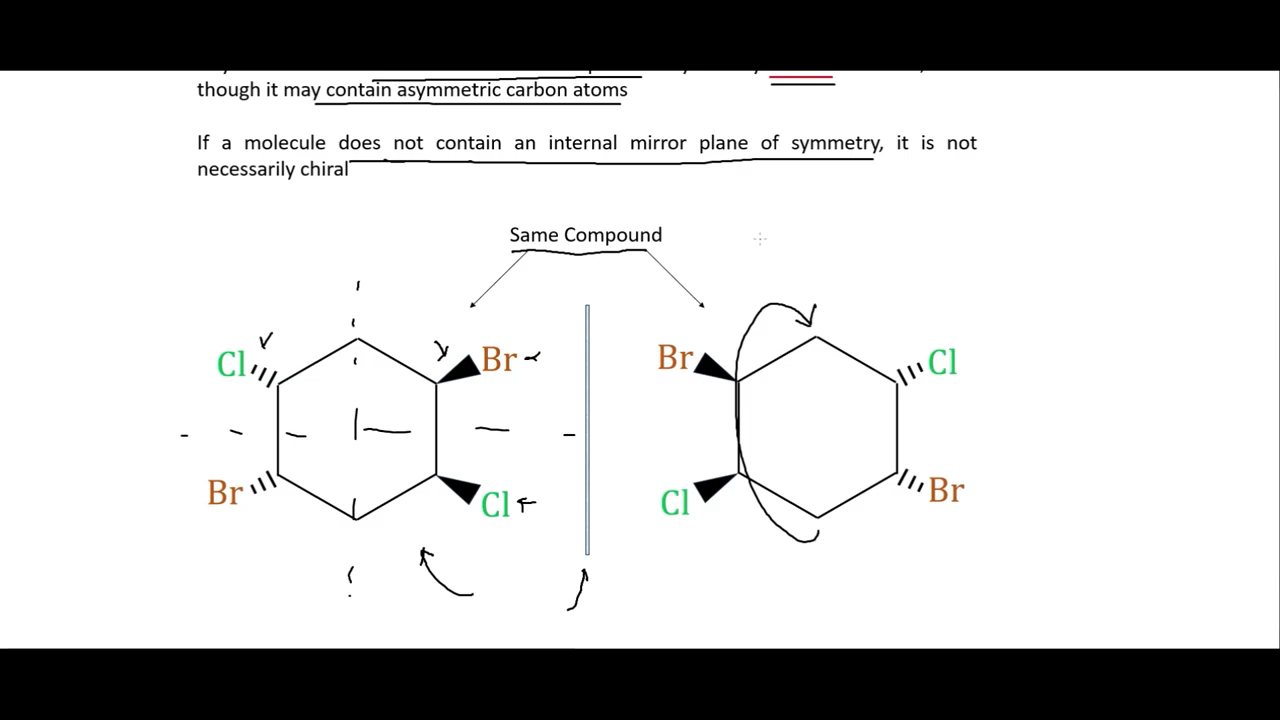 though it may contain asymmetric carbon atoms
If a molecule does not contain an internal mirror plane of symmetry, it is not
necessarily chiral
Same Compound
Cl Br Br Cl
Br Cl Cl Br